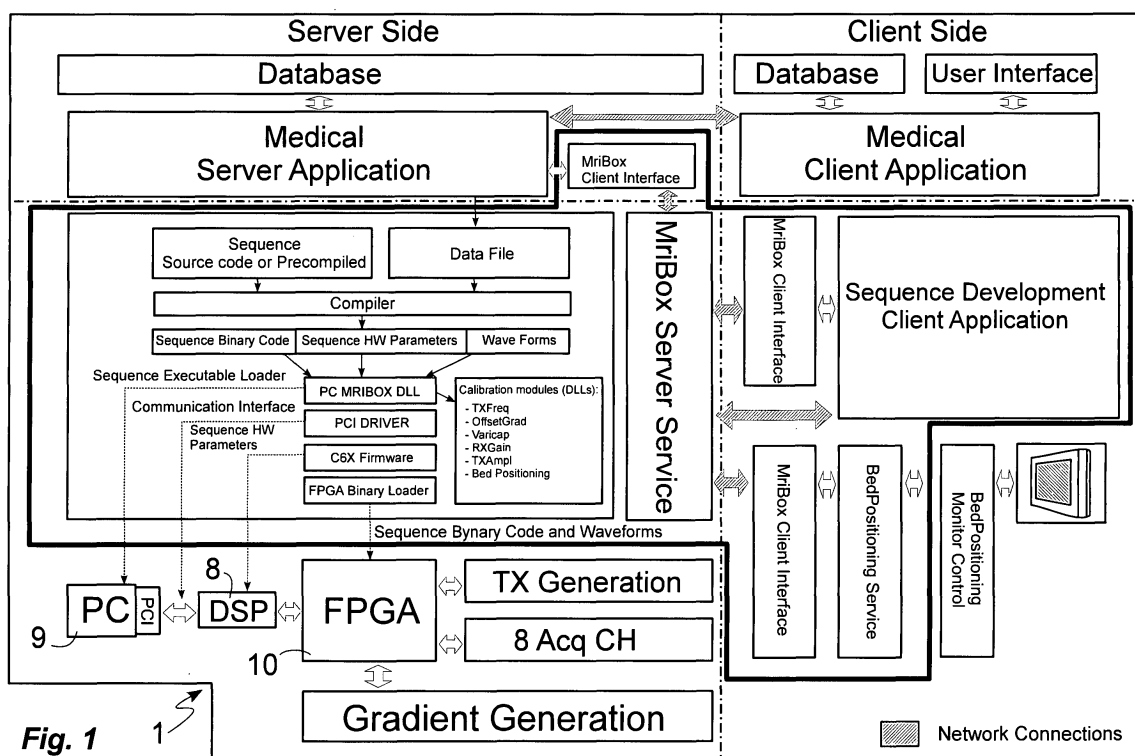 Server Side
Client Side
Database
Database
User Interface
Medical
Server Application
MriBox
Client Interface
Medical
Client Application
Sequence
Source code or Precompiled
Data File
Compiler
Sequence Binary Code
Sequence HW Parameters
Wave Forms
Sequence Executable Loader
PC MRIBOX DLL
Communication Interface
PCI DRIVER
Sequence HW
Parameters
C6X Firmware
FPGA Binary Loader
Calibration modules (DLLs):
- TXFreq
- OffsetGrad
- Varicap
- RXGain
- TXAmpl
- Bed Positioning
MriBox Server Service
MriBox Client Interface
Sequence Development
Client Application
MriBox Client Interface
BedPositioning Service
BedPositioning
Monitor Control
Sequence Bynary Code and Waveforms
PC
PCI
9
8
DSP
FPGA
10
TX Generation
8 Acq CH
Gradient Generation
Fig. 1
1
Network Connections